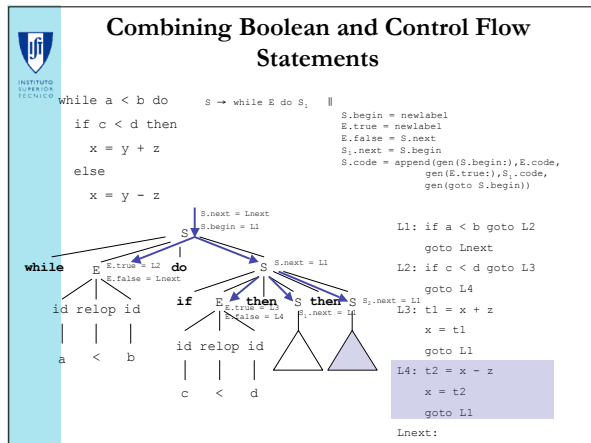 Combining Boolean and Control Flow
Statements
INSTITUTO
SUPERIOR
TÉCNICO
while a < b do
if c < d then
x = y + z
else
x = y - z
S → while E do S1 ||
S.begin = newlabel
E.true = newlabel
E.false = S.next
S1.next = S.begin
S.code = append(gen(S.begin:),E.code,
gen(E.true:),S1.code,
gen(goto S.begin))
S.next = Lnext
S.begin = L1
S
while E E.true = L2 do S S.next = L1
E.false = Lnext
if E then S then S S2.next = L1
E.true = L3
E.false = L4
S1.next = L1
id relop id
a < b
id relop id
c < d
L1: if a < b goto L2
goto Lnext
L2: if c < d goto L3
goto L4
L3: t1 = x + z
x = t1
goto L1
L4: t2 = x - z
x = t2
goto L1
Lnext: